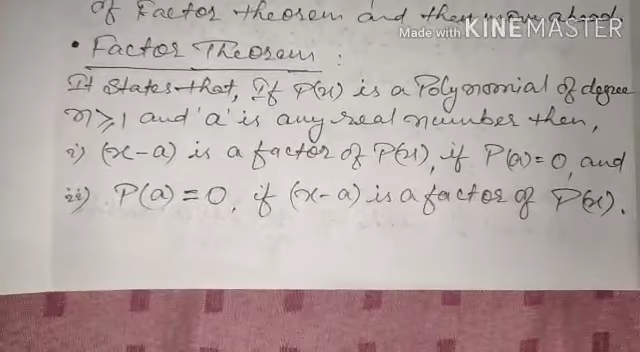 of Factor theorem and then move ahead
Made with KINEMASTER
• Factor Theorem :
It states that, If P(x) is a Polynomial of degree
n≥1 and 'a' is any real number then,
i) (x-a) is a factor of P(x), if P(a)=0, and
ii) P(a)=0, if (x-a) is a factor of P(x).